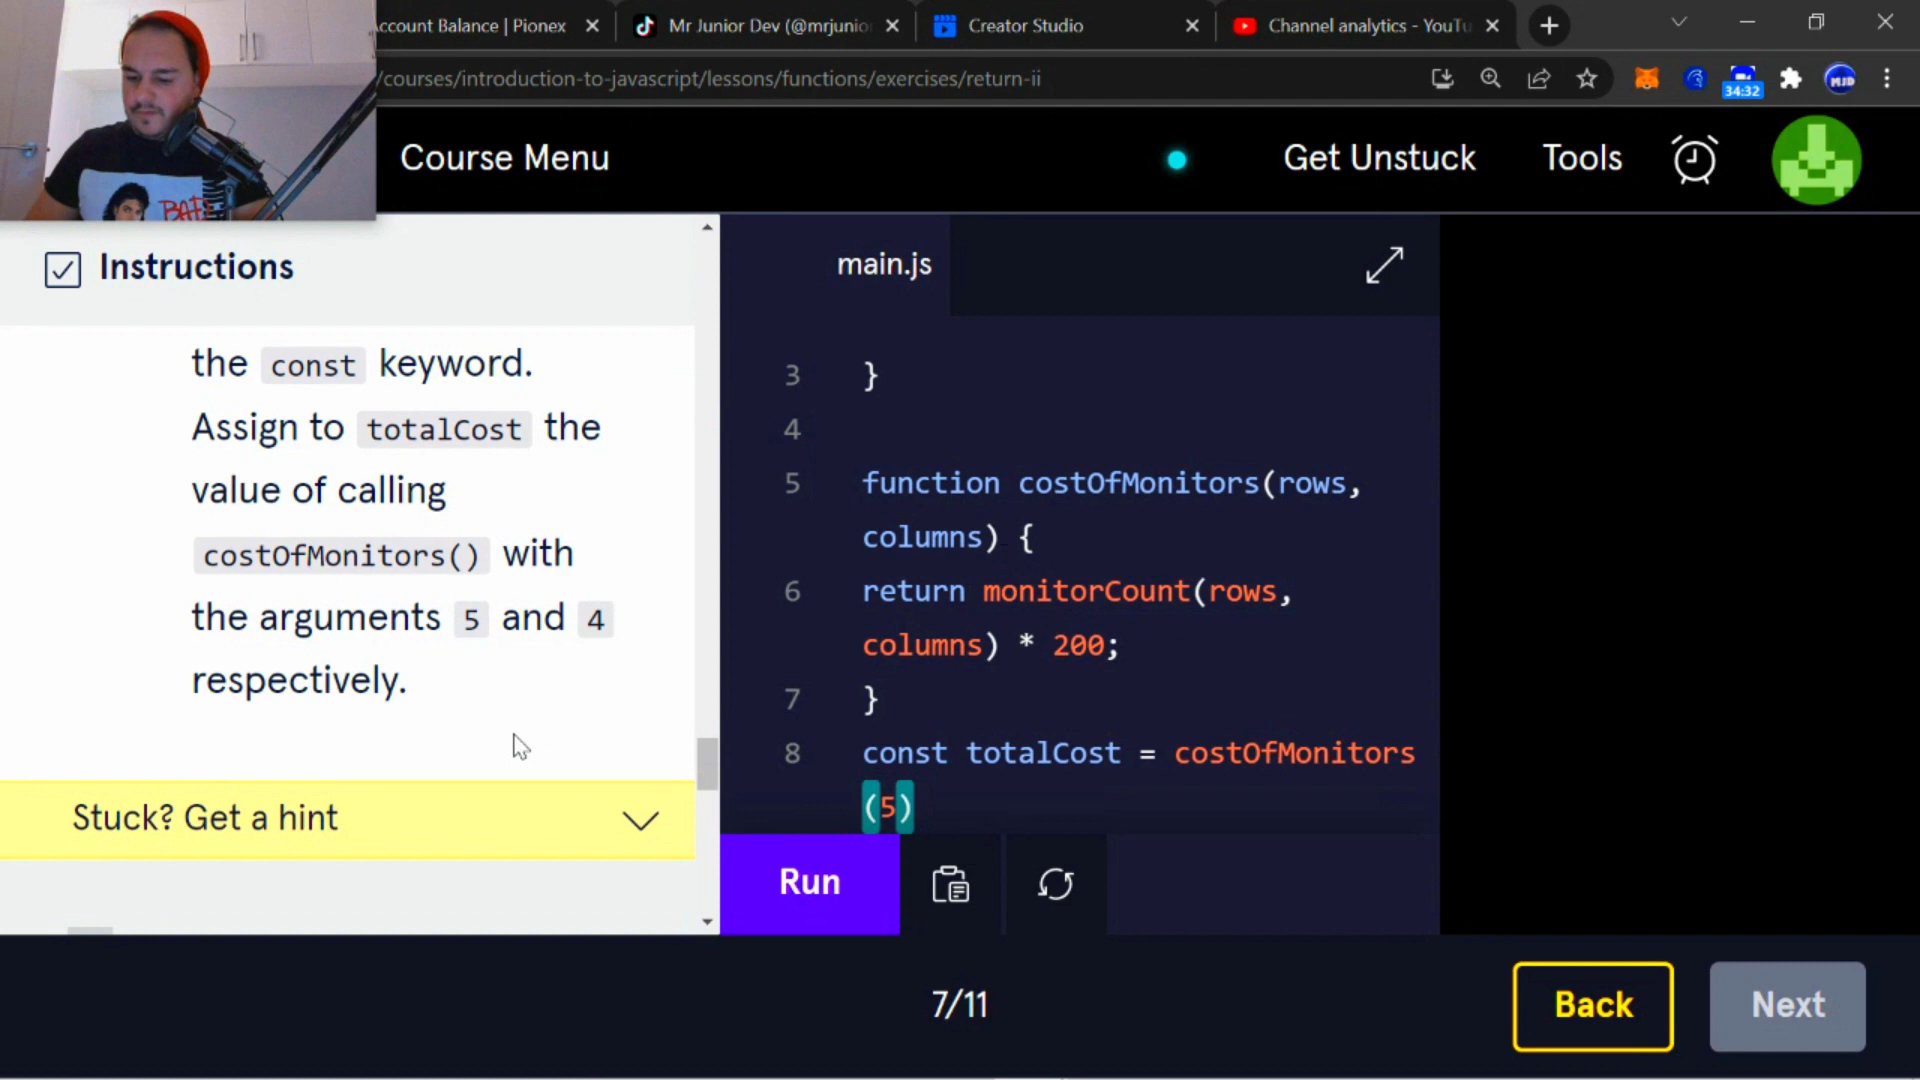 ccount Balance | Pionex
Mr Junior Dev (@mrjunio
Creator Studio
Channel analytics - YouTu
/courses/introduction-to-javascript/lessons/functions/exercises/return-ii
34:32
MJD
BAD
Course Menu
Get Unstuck
Tools
Instructions
the const keyword.
Assign to totalCost the
value of calling
costOfMonitors() with
the arguments 5 and 4
respectively.
Stuck? Get a hint
main.js
3 }
4
5 function costOfMonitors(rows,
columns) {
6 return monitorCount(rows,
columns) * 200;
7 }
8 const totalCost = costOfMonitors
(5)
Run
7/11
Back
Next